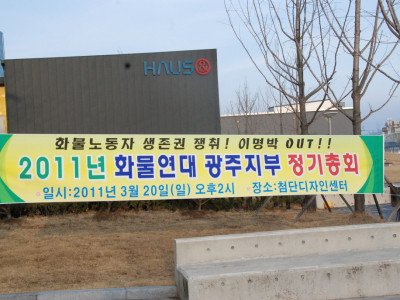 HAUS
화물노동자 생존권 쟁취! 이명박 OUT!!
2011년 화물연대 광주지부 정기총회
·일시:2011년 3월 20일(일) 오후2시 ·장소:첨단디자인센터